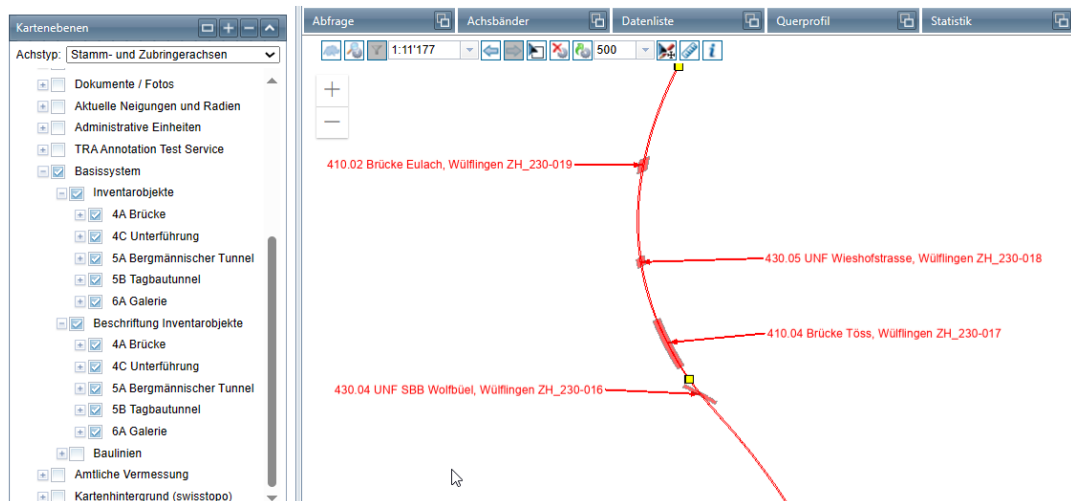 Kartenebenen
Achstyp: Stamm- und Zubringerachsen
Dokumente / Fotos
Aktuelle Neigungen und Radien
Administrative Einheiten
TRA Annotation Test Service
Basissystem
Inventarobjekte
4A Brücke
4C Unterführung
5A Bergmännischer Tunnel
5B Tagbautunnel
6A Galerie
Beschriftung Inventarobjekte
4A Brücke
4C Unterführung
5A Bergmännischer Tunnel
5B Tagbautunnel
6A Galerie
Baulinien
Amtliche Vermessung
Kartenhintergrund (swisstopo)
Abfrage Achsbänder Datenliste Querprofil Statistik
1:11'177 500
410.02 Brücke Eulach, Wülflingen ZH_230-019
430.05 UNF Wieshofstrasse, Wülflingen ZH_230-018
410.04 Brücke Töss, Wülflingen ZH_230-017
430.04 UNF SBB Wolfbüel, Wülflingen ZH_230-016